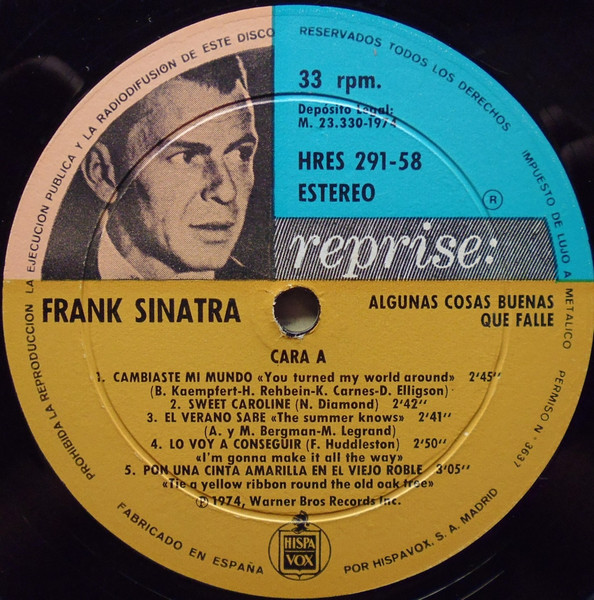 PROHIBIDA LA REPRODUCCION LA EJECUCION PUBLICA Y LA RADIODIFUSION DE ESTE DISCO
RESERVADOS TODOS LOS DERECHOS
IMPUESTO DE LUJO A METALICO PERMISO N - 3637
33 rpm.
Depósito Legal:
M. 23.330-1974
HRES 291-58
ESTEREO
R
reprise:
FRANK SINATRA
ALGUNAS COSAS BUENAS
QUE FALLE
CARA A
1. CAMBIASTE MI MUNDO «You turned my world around» 2'45''
(B. Kaempfert-H. Rehbein-K. Carnes-D. Elligson)
2. SWEET CAROLINE (N. Diamond) 2'42''
3. EL VERANO SABE «The summer knows» 2'41''
(A. y M. Bergman-M. Legrand)
4. LO VOY A CONSEGUIR (F. Huddleston) 2'50''
«I'm gonna make it all the way»
5. PON UNA CINTA AMARILLA EN EL VIEJO ROBLE 3'05''
«Tie a yellow ribbon round the old oak tree»
℗ 1974, Warner Bros Records Inc.
HISPA
VOX
FABRICADO EN ESPAÑA POR HISPAVOX, S. A. MADRID